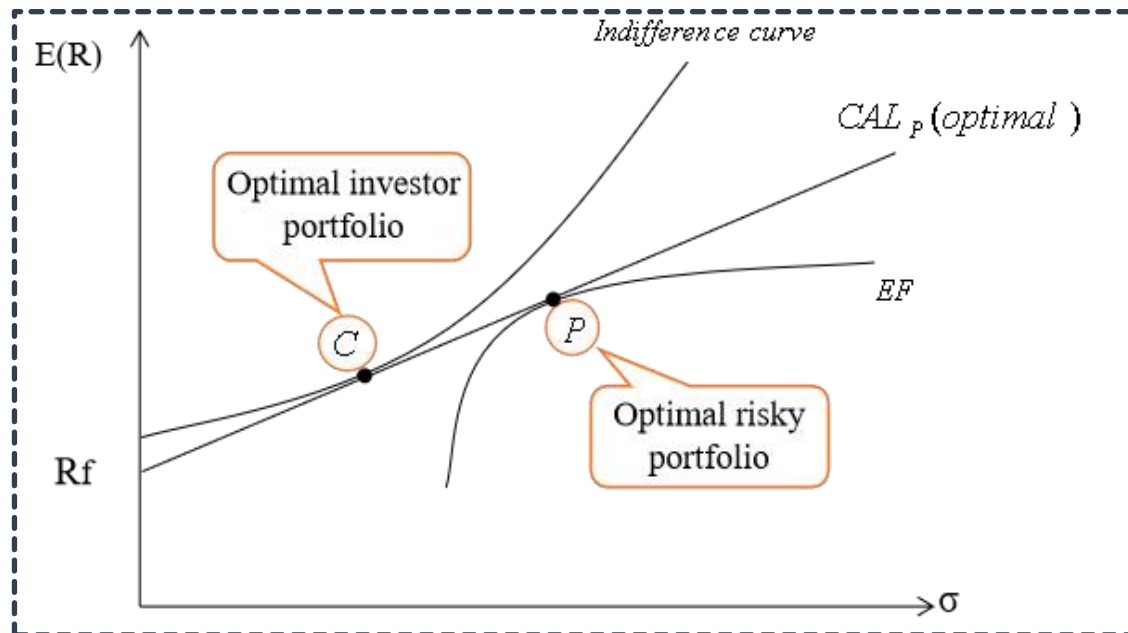 Indifference curve
E(R)
CAL P (optimal )
Optimal investor
portfolio
C
P
EF
Optimal risky
portfolio
Rf
σ